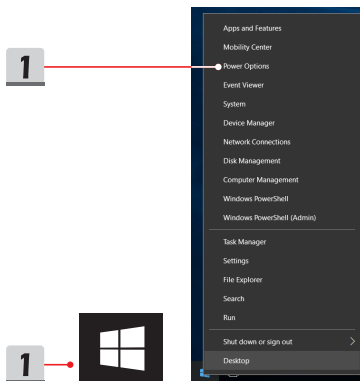 Apps and Features
Mobility Center
1
Power Options
Event Viewer
System
Device Manager
Network Connections
Disk Management
Computer Management
Windows PowerShell
Windows PowerShell (Admin)
Task Manager
Settings
File Explorer
Search
Run
Shut down or sign out
1
Desktop